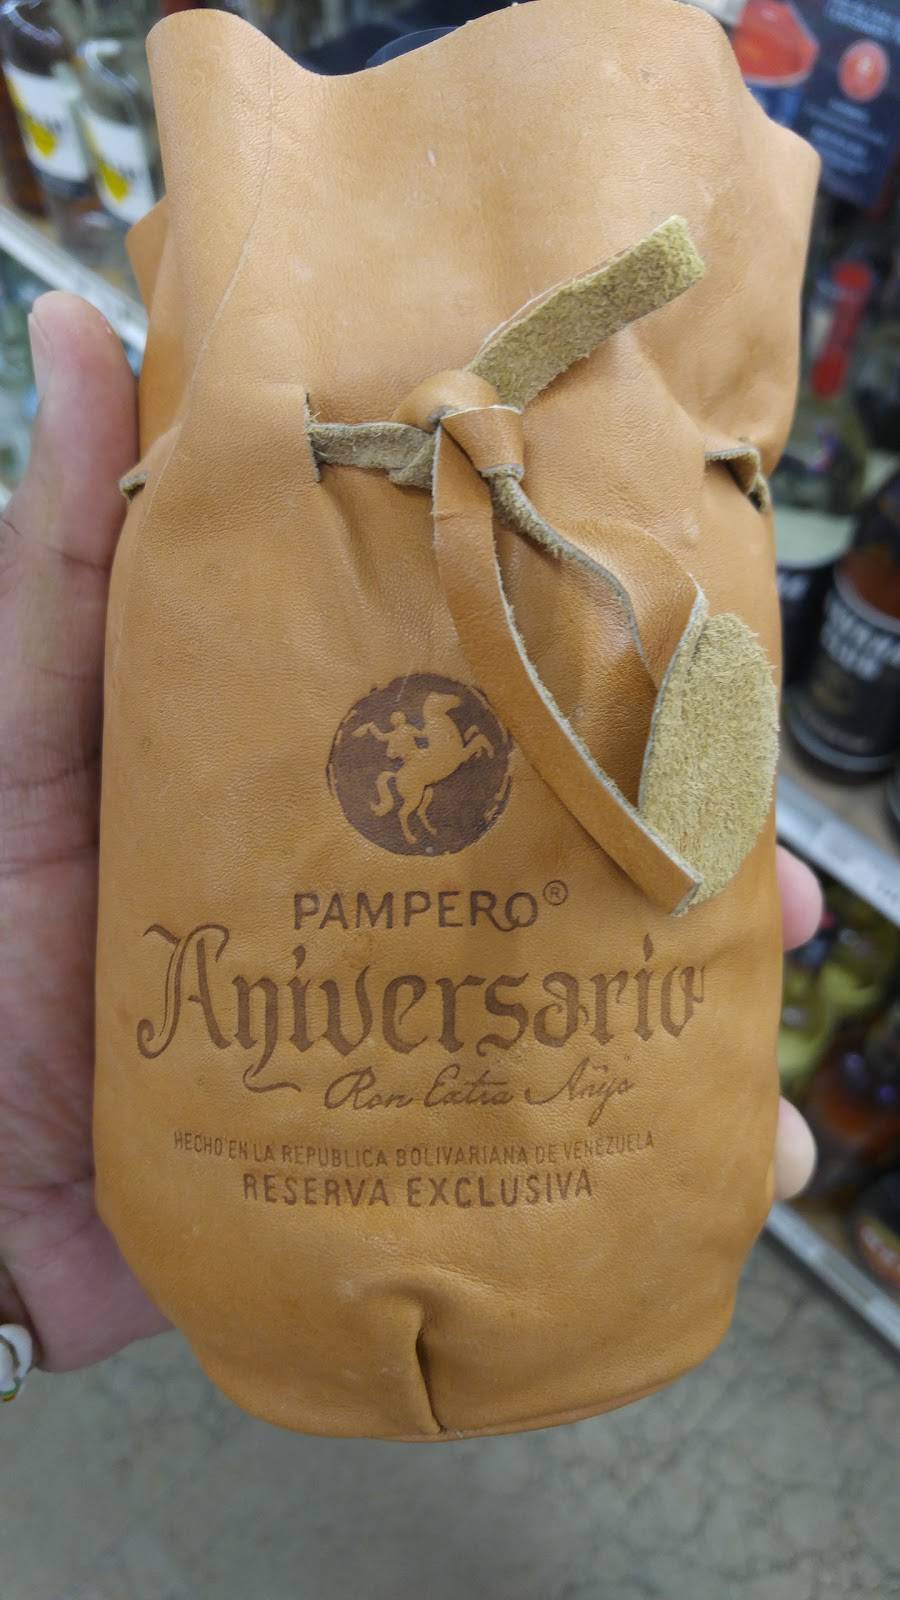 PAMPERO®
Aniversario
Ron Extra Añejo
HECHO EN LA REPUBLICA BOLIVARIANA DE VENEZUELA
RESERVA EXCLUSIVA